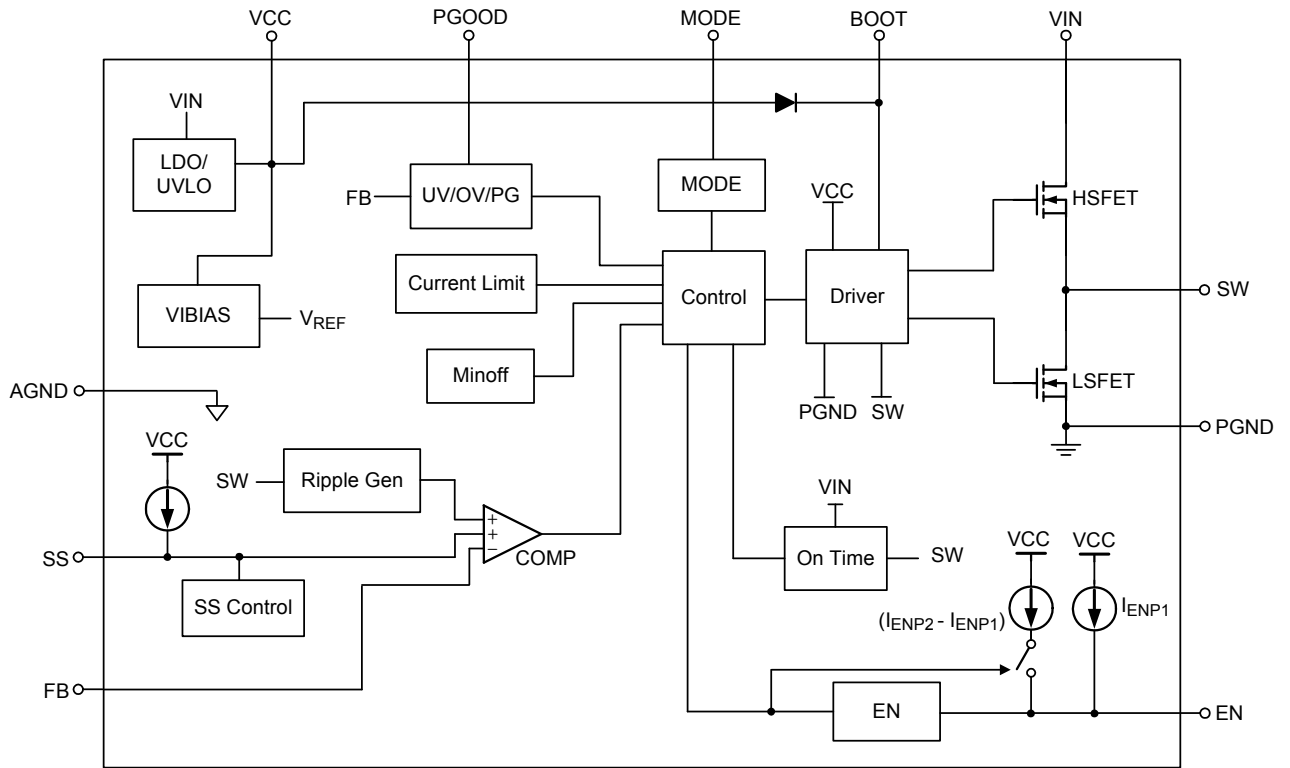 VCC
PGOOD
MODE
BOOT
VIN
VIN
LDO/
UVLO
FB
UV/OV/PG
MODE
VCC
HSFET
Current Limit
Control
Driver
SW
VIBIAS
VREF
Minoff
LSFET
AGND
PGND
SW
PGND
VCC
SW
Ripple Gen
VIN
+
+
−
COMP
SS
On Time
SW
VCC
VCC
SS Control
(IENP2 - IENP1)
IENP1
FB
EN
EN